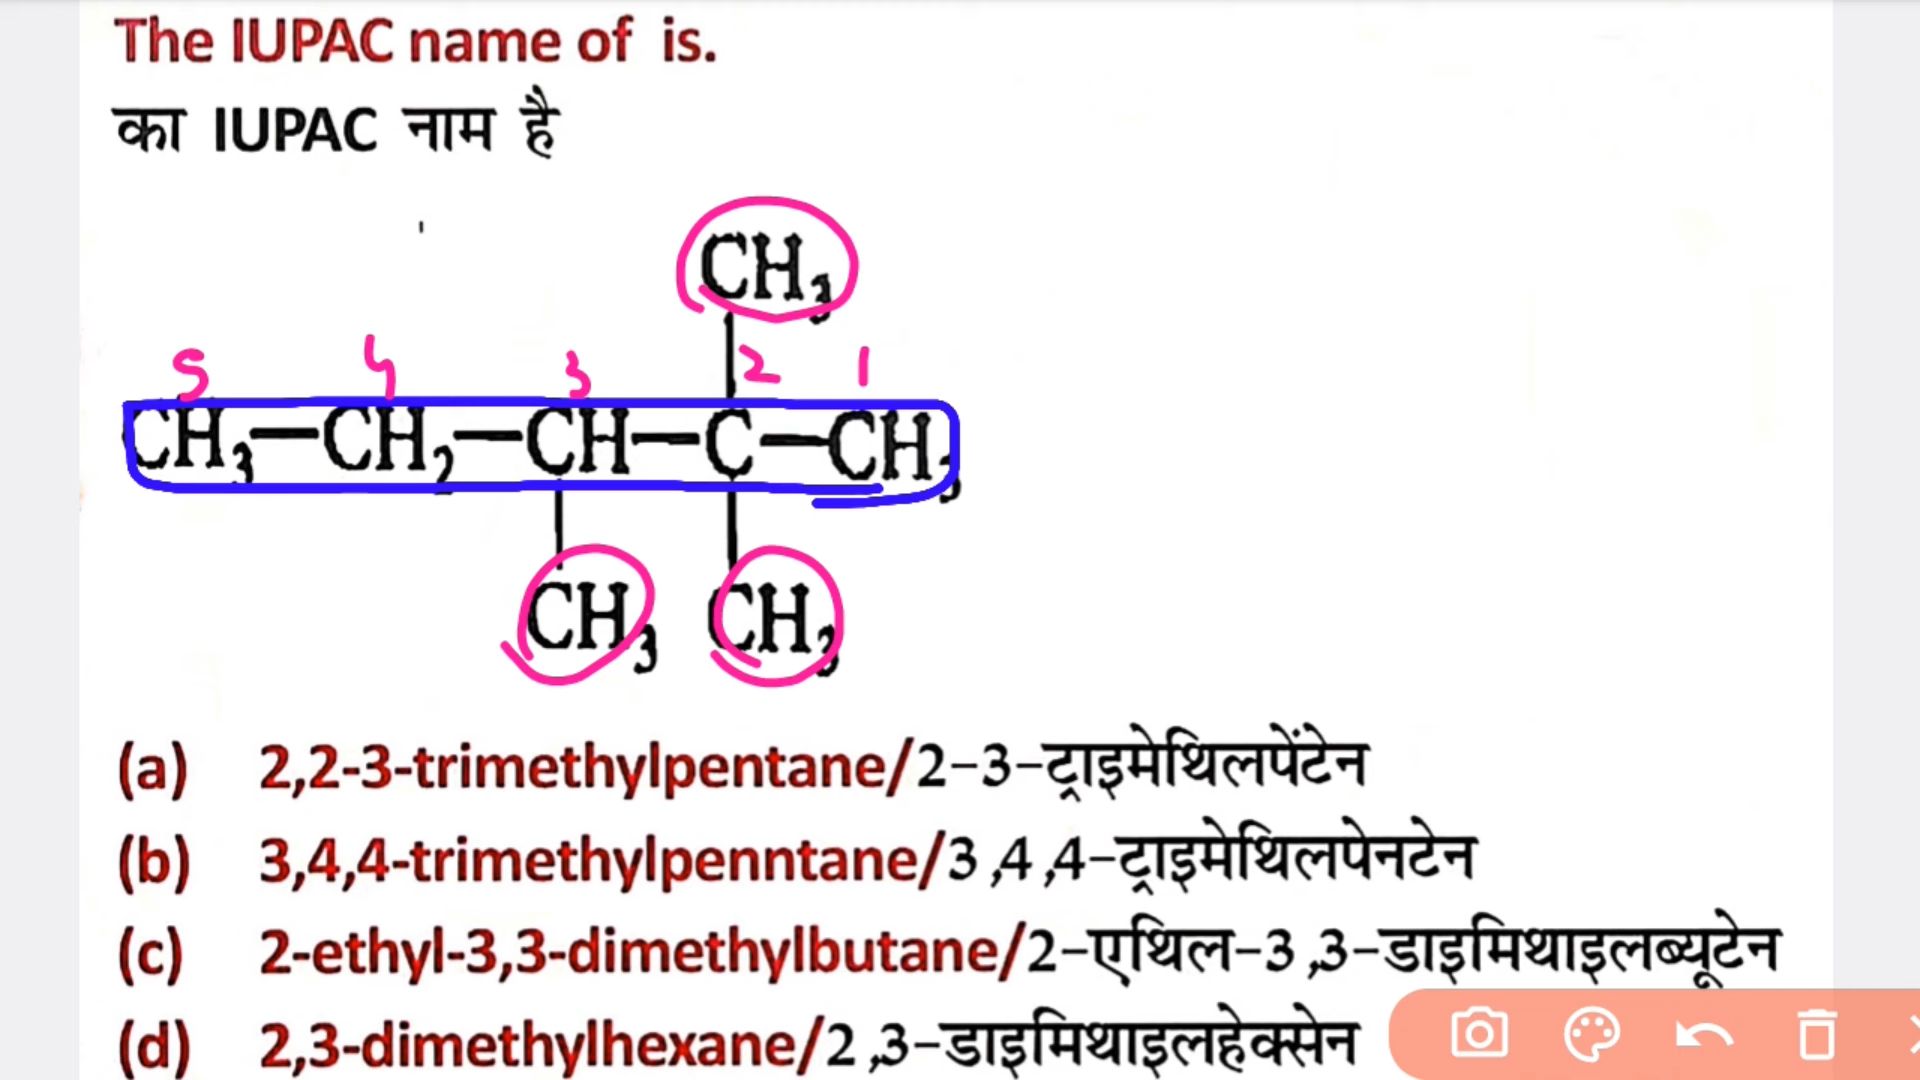 The IUPAC name of is.
का IUPAC नाम है
CH₃
5 4 3 2 1
CH₃—CH₂—CH—C—CH₃
CH₃ CH₃
(a) 2,2-3-trimethylpentane/2-3-ट्राइमेथिलपेंटेन
(b) 3,4,4-trimethylpenntane/3,4,4-ट्राइमेथिलपेनटेन
(c) 2-ethyl-3,3-dimethylbutane/2-एथिल-3,3-डाइमिथाइलब्यूटेन
(d) 2,3-dimethylhexane/2,3-डाइमिथाइलहेक्सेन